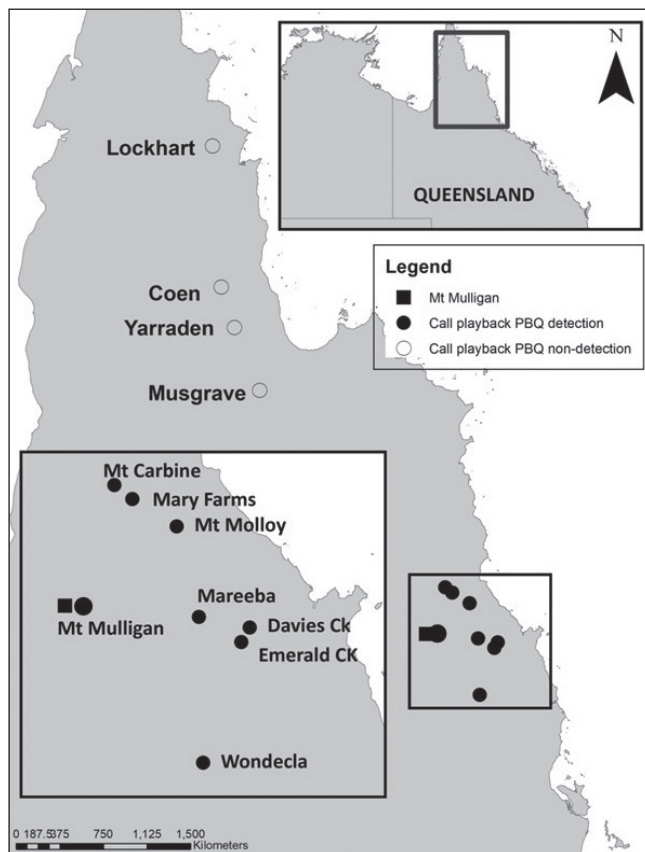 N
QUEENSLAND
Lockhart
Coen
Yarraden
Musgrave
Legend
Mt Mulligan
Call playback PBQ detection
Call playback PBQ non-detection
Mt Carbine
Mary Farms
Mt Molloy
Mareeba
Mt Mulligan
Davies Ck
Emerald CK
Wondecla
0 187.5375 750 1,125 1,500
Kilometers